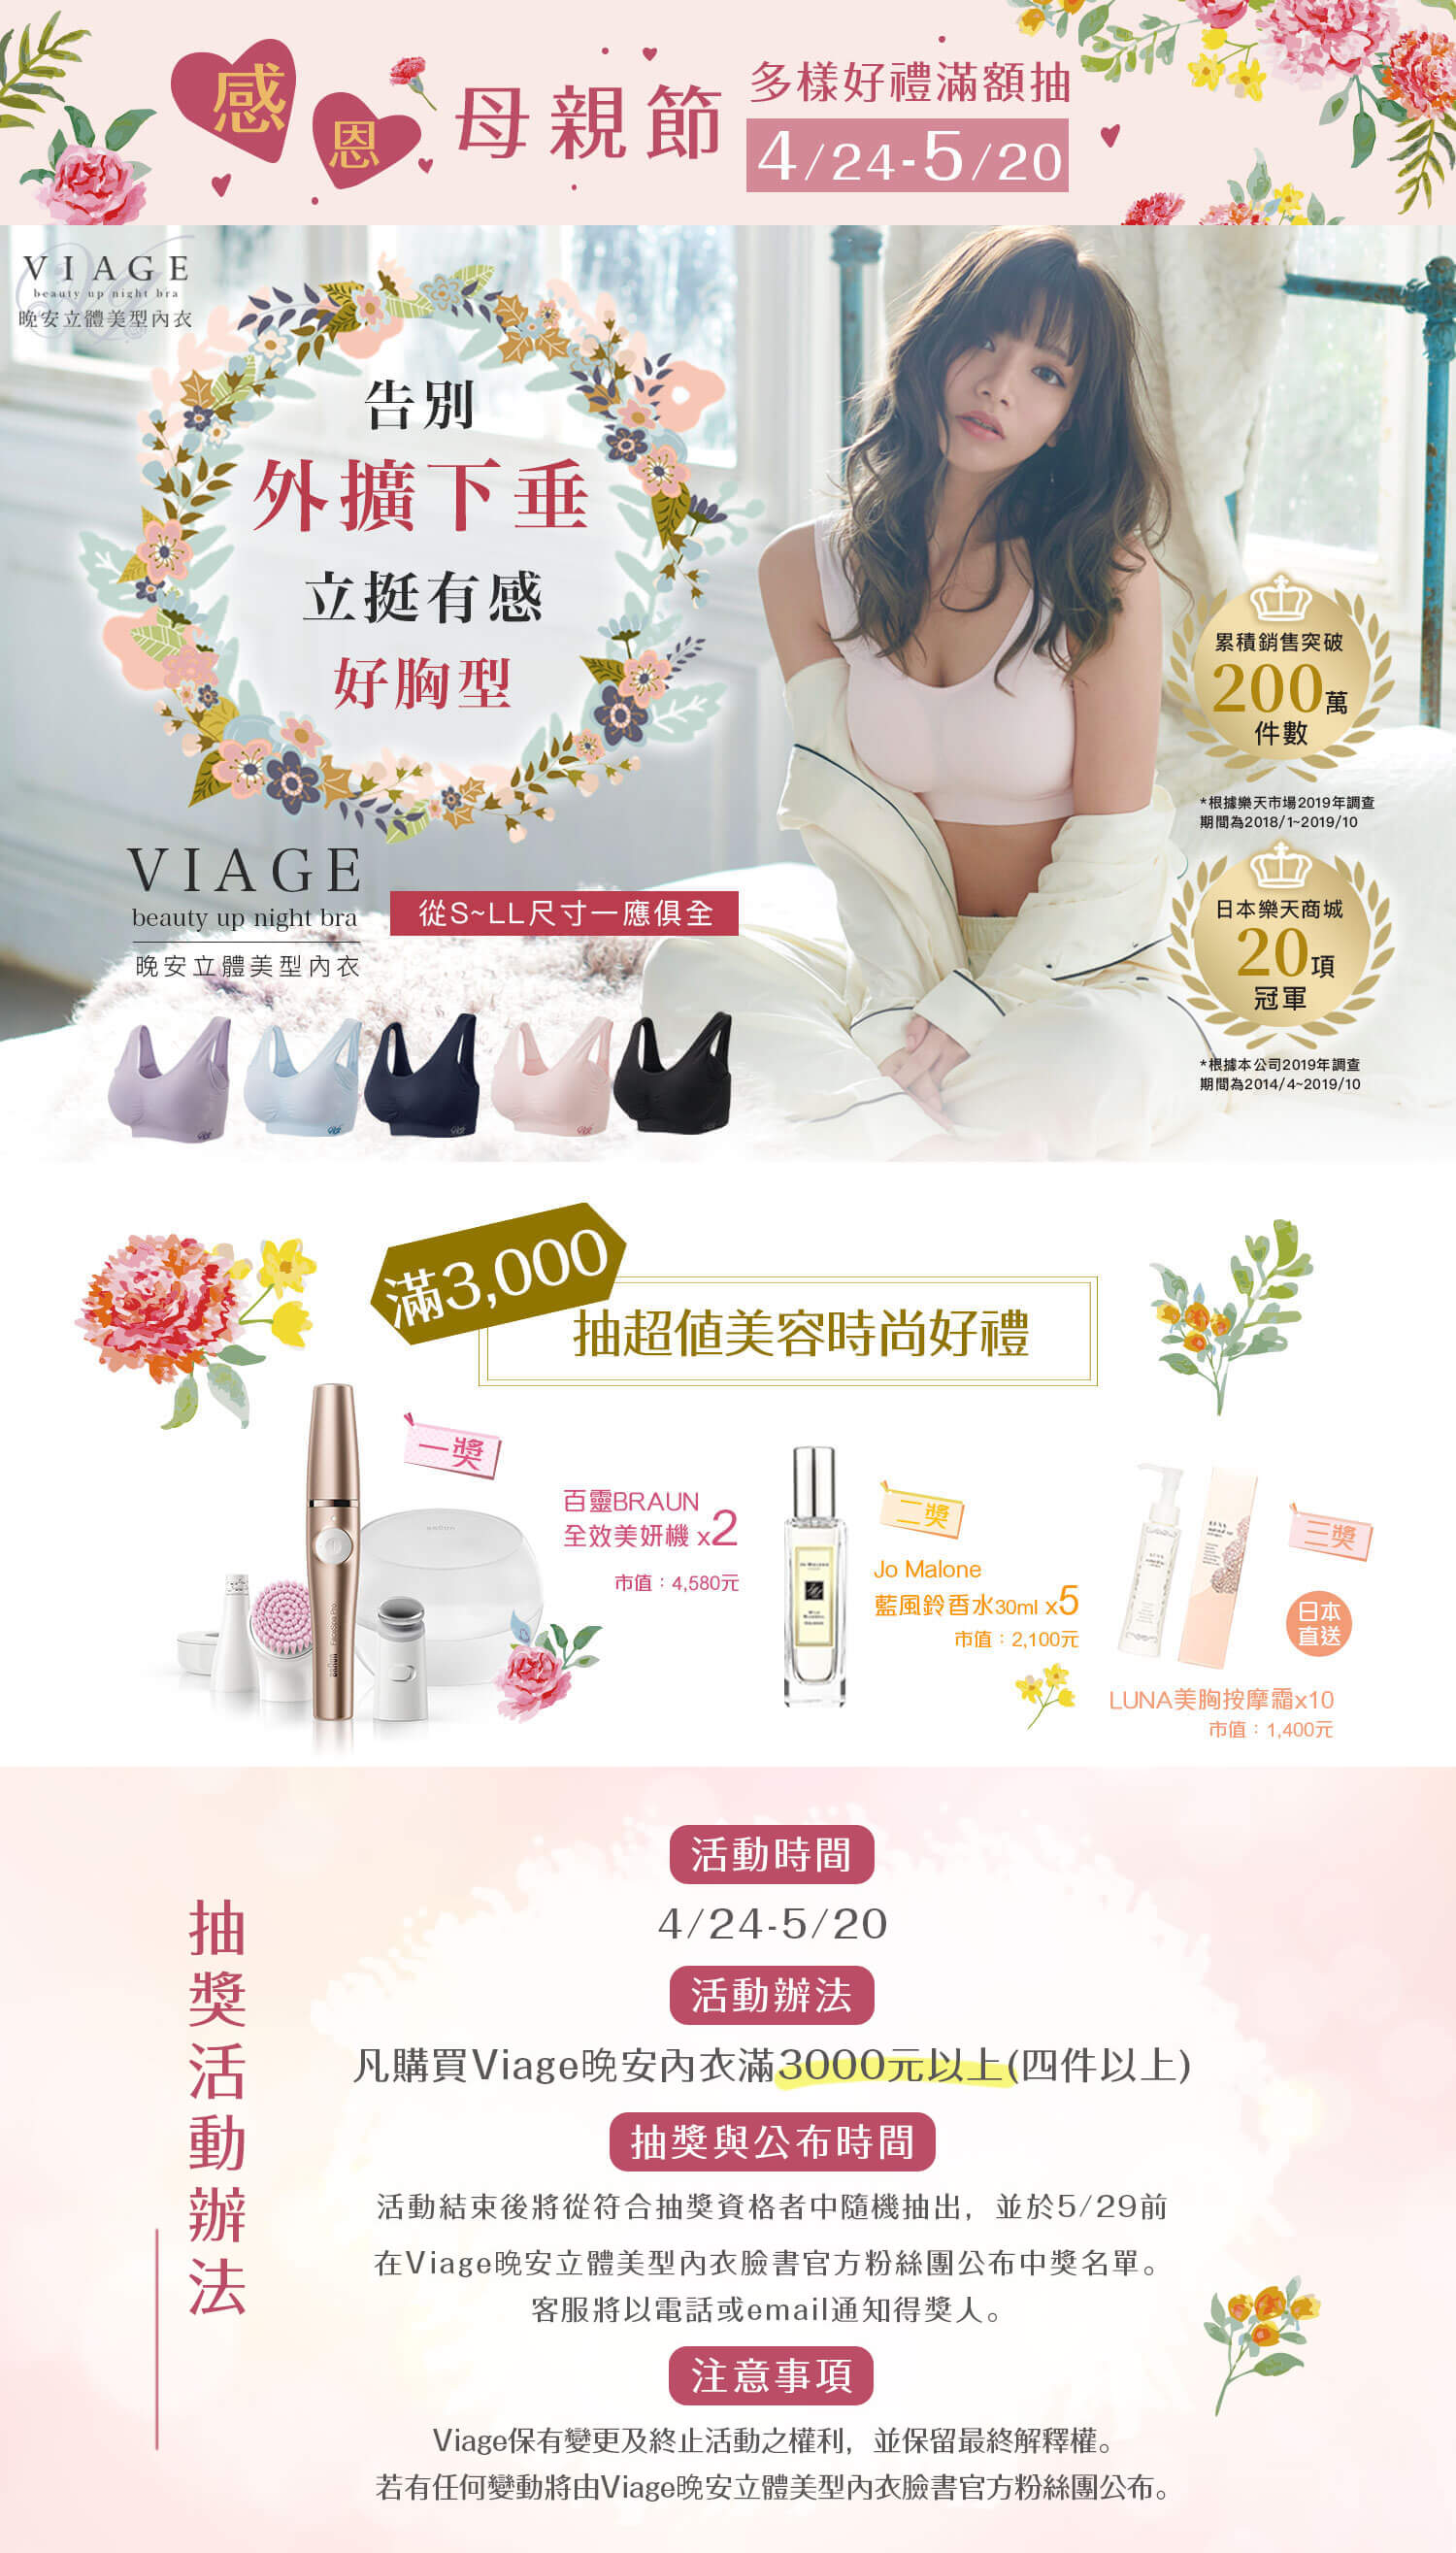 感恩
母親節
多樣好禮滿額抽
4/24-5/20
VIAGE
beauty up night bra
晚安立體美型內衣
告別
外擴下垂
立挺有感
好胸型
累積銷售突破
200萬
件數
*根據樂天市場2019年調查
期間為2018/1~2019/10
日本樂天商城
20項
冠軍
*根據本公司2019年調查
期間為2014/4~2019/10
VIAGE
beauty up night bra
晚安立體美型內衣
從S~LL尺寸一應俱全
滿3,000
抽超值美容時尚好禮
一獎
百靈BRAUN
全效美妍機 x2
市值：4,580元
二獎
Jo Malone
藍風鈴香水30ml x5
市值：2,100元
三獎
日本
直送
LUNA美胸按摩霜x10
市值：1,400元
抽獎活動辦法
活動時間
4/24-5/20
活動辦法
凡購買Viage晚安內衣滿3000元以上(四件以上)
抽獎與公布時間
活動結束後將從符合抽獎資格者中隨機抽出，並於5/29前
在Viage晚安立體美型內衣臉書官方粉絲團公布中獎名單。
客服將以電話或email通知得獎人。
注意事項
Viage保有變更及終止活動之權利，並保留最終解釋權。
若有任何變動將由Viage晚安立體美型內衣臉書官方粉絲團公布。